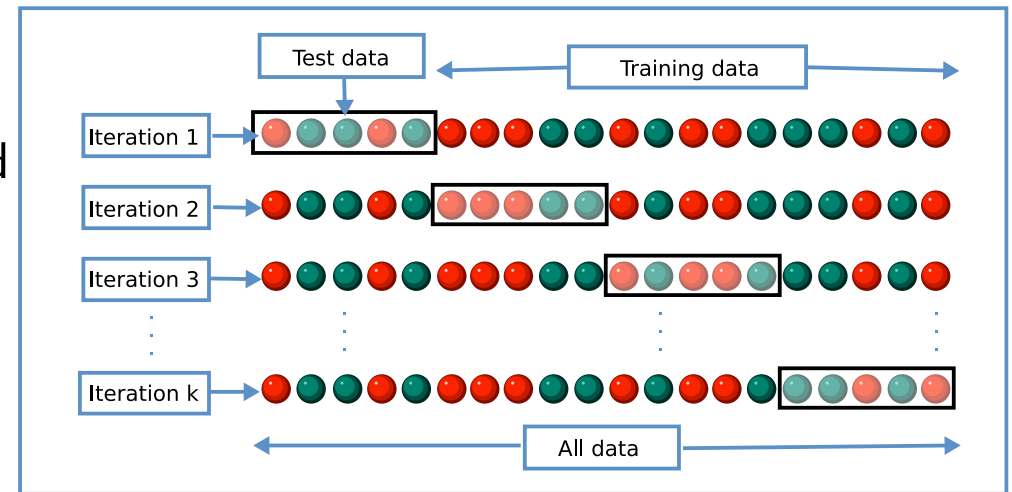 Test data
Training data
Iteration 1
Iteration 2
Iteration 3
Iteration k
All data